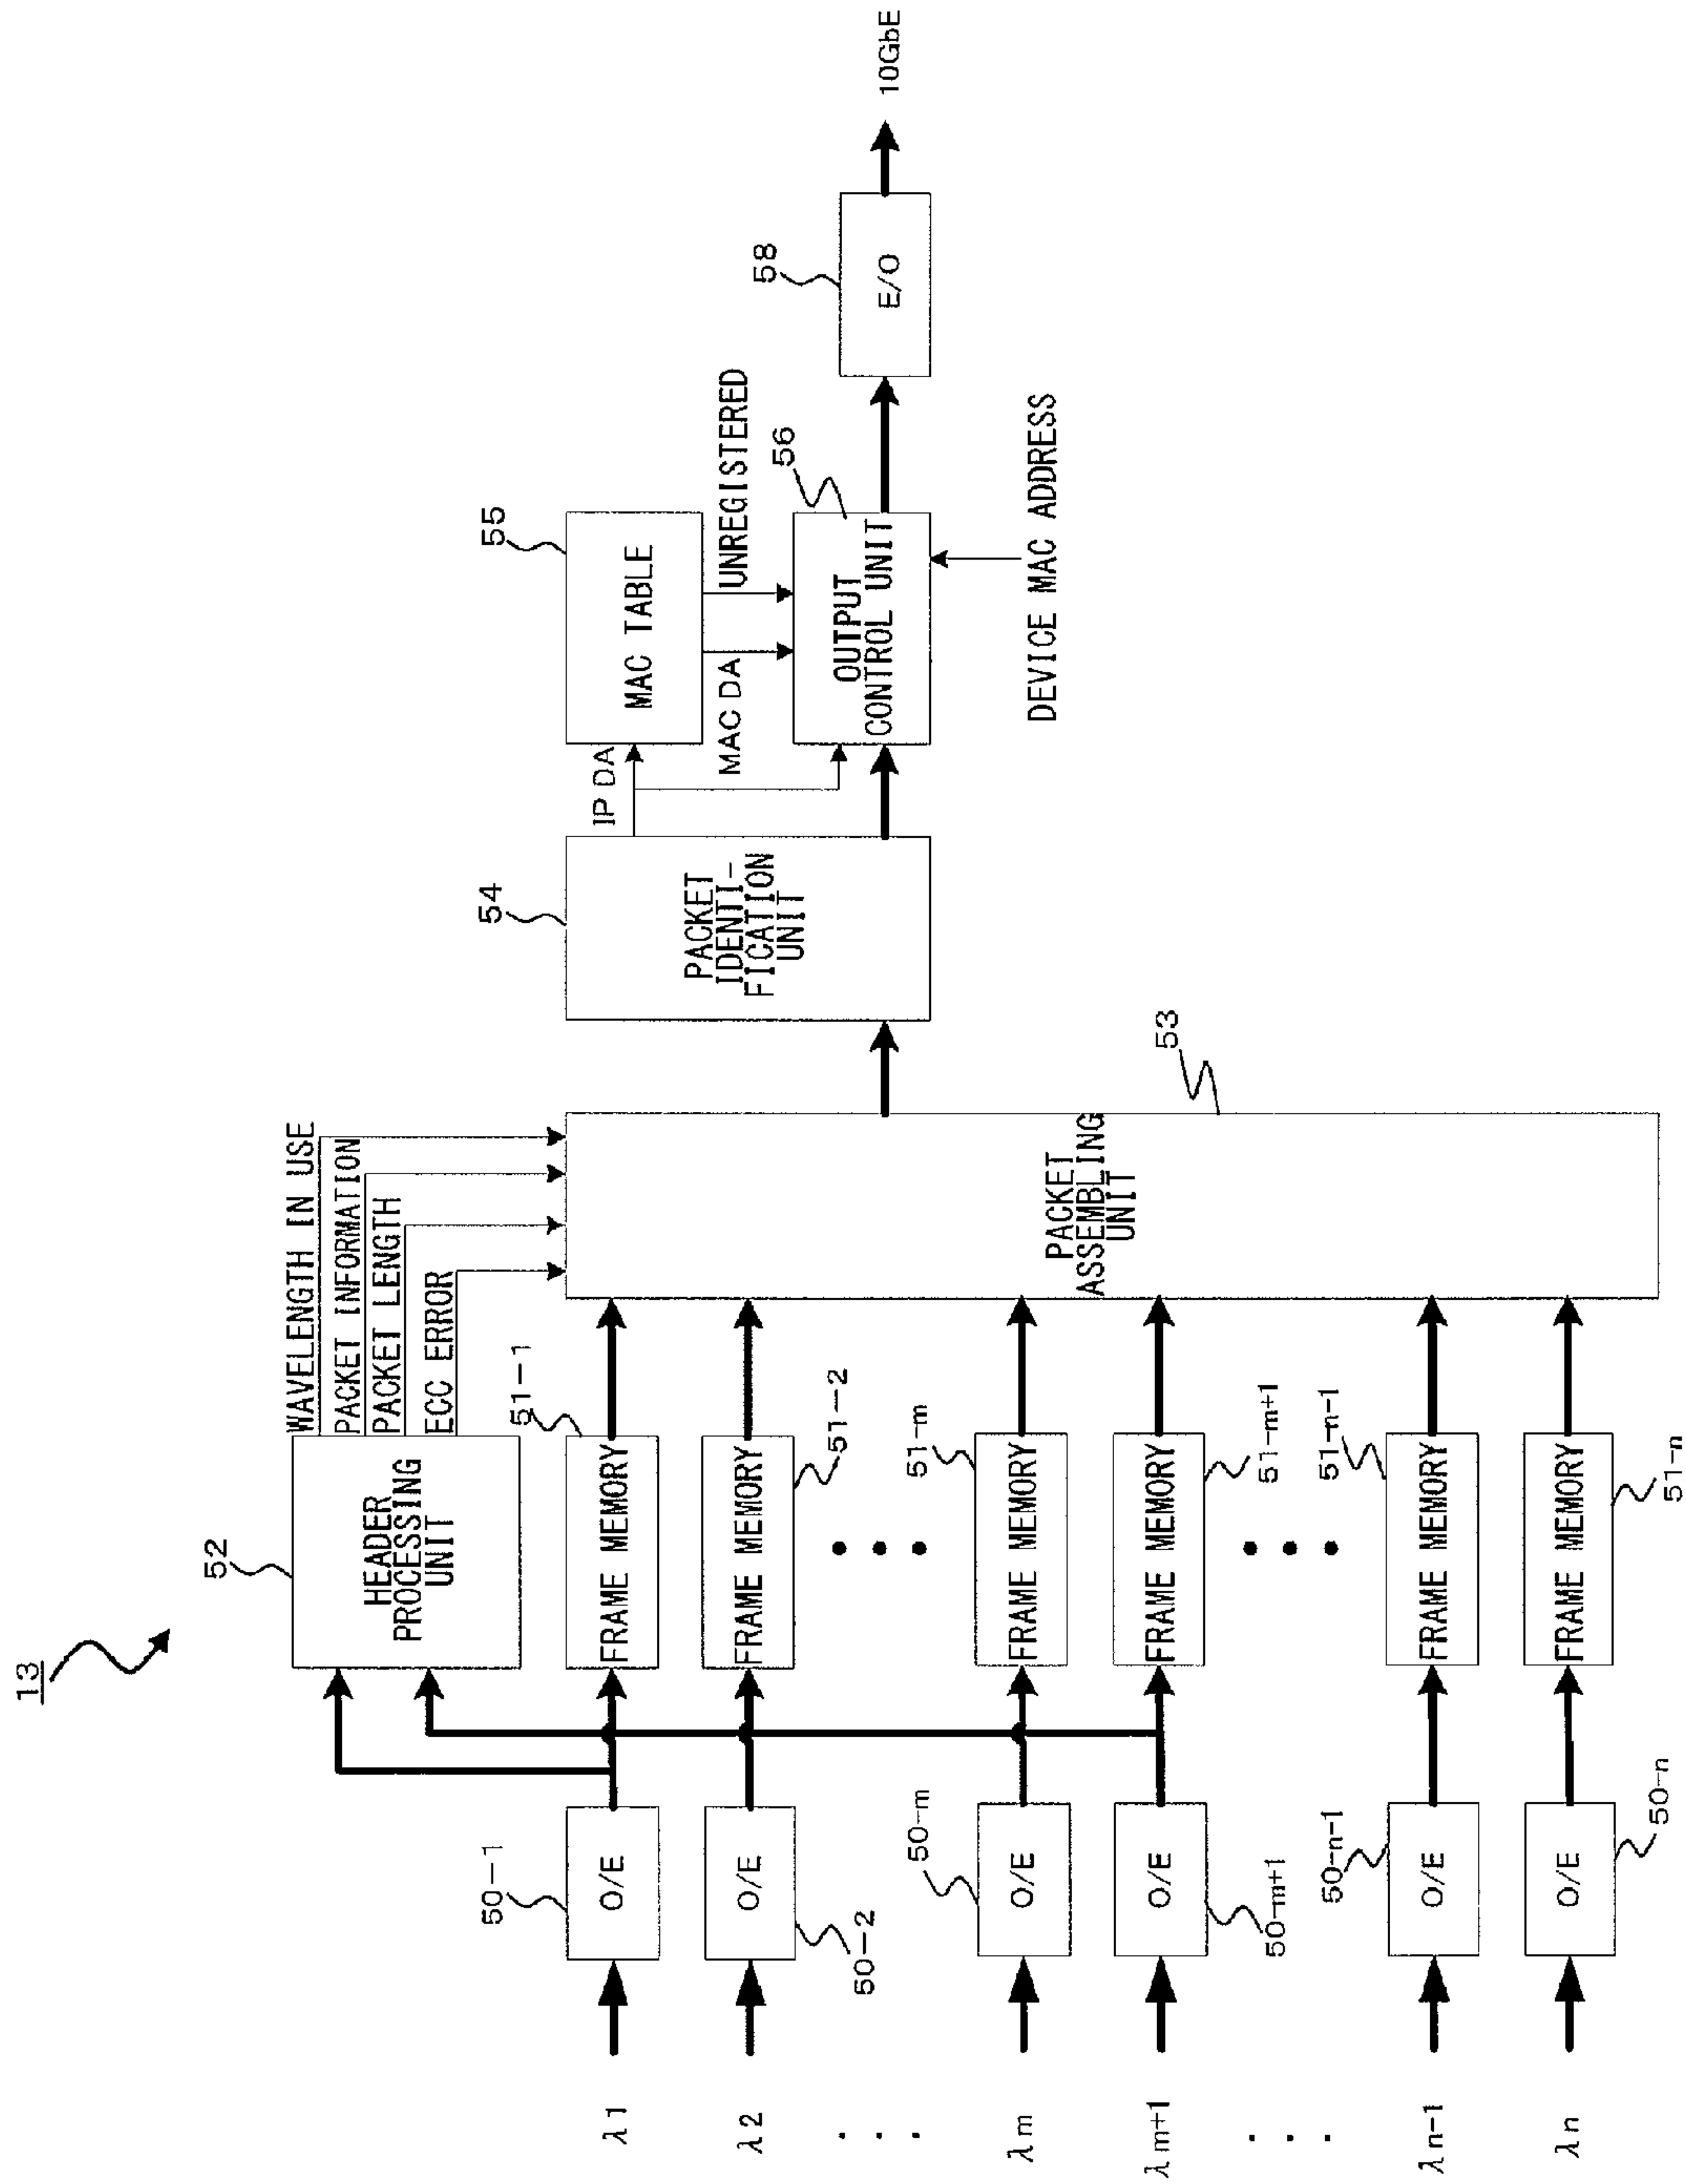 13
52
HEADER
PROCESSING
UNIT
WAVELENGTH IN USE
PACKET INFORMATION
PACKET LENGTH
ECC ERROR
λ1
50-1
O/E
51-1
FRAME MEMORY
λ2
50-2
O/E
51-2
FRAME MEMORY
λm
50-m
O/E
51-m
FRAME MEMORY
λm+1
50-m+1
O/E
51-m+1
FRAME MEMORY
λn-1
50-n-1
O/E
51-n-1
FRAME MEMORY
λn
50-n
O/E
51-n
FRAME MEMORY
53
PACKET
ASSEMBLING
UNIT
54
PACKET
IDENTI-
FICATION
UNIT
IP DA
55
MAC TABLE
MAC DA
UNREGISTERED
56
OUTPUT
CONTROL UNIT
DEVICE MAC ADDRESS
58
E/O
10GbE